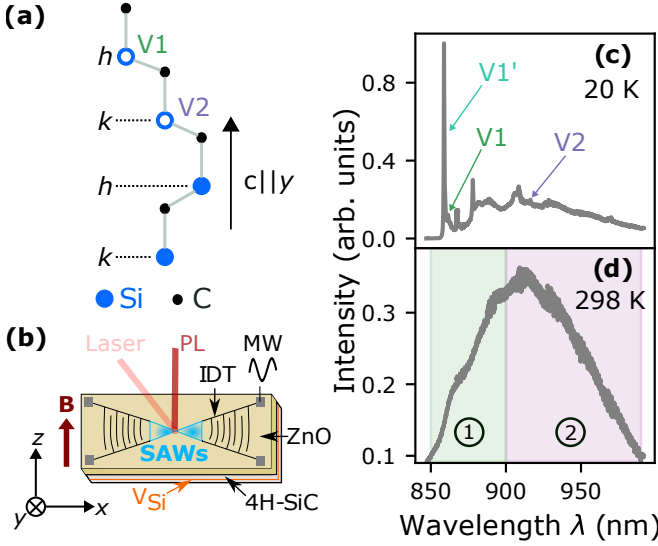 (a)
h
V1
k
V2
h
c||y
k
Si
C
(b)
Laser
PL
MW
IDT
B
ZnO
SAWs
z
y
x
V_Si
4H-SiC
(c)
20 K
V1'
V1
V2
0.8
0.4
0.0
Intensity (arb. units)
(d)
298 K
0.3
0.2
0.1
1
2
850
900
950
Wavelength λ (nm)